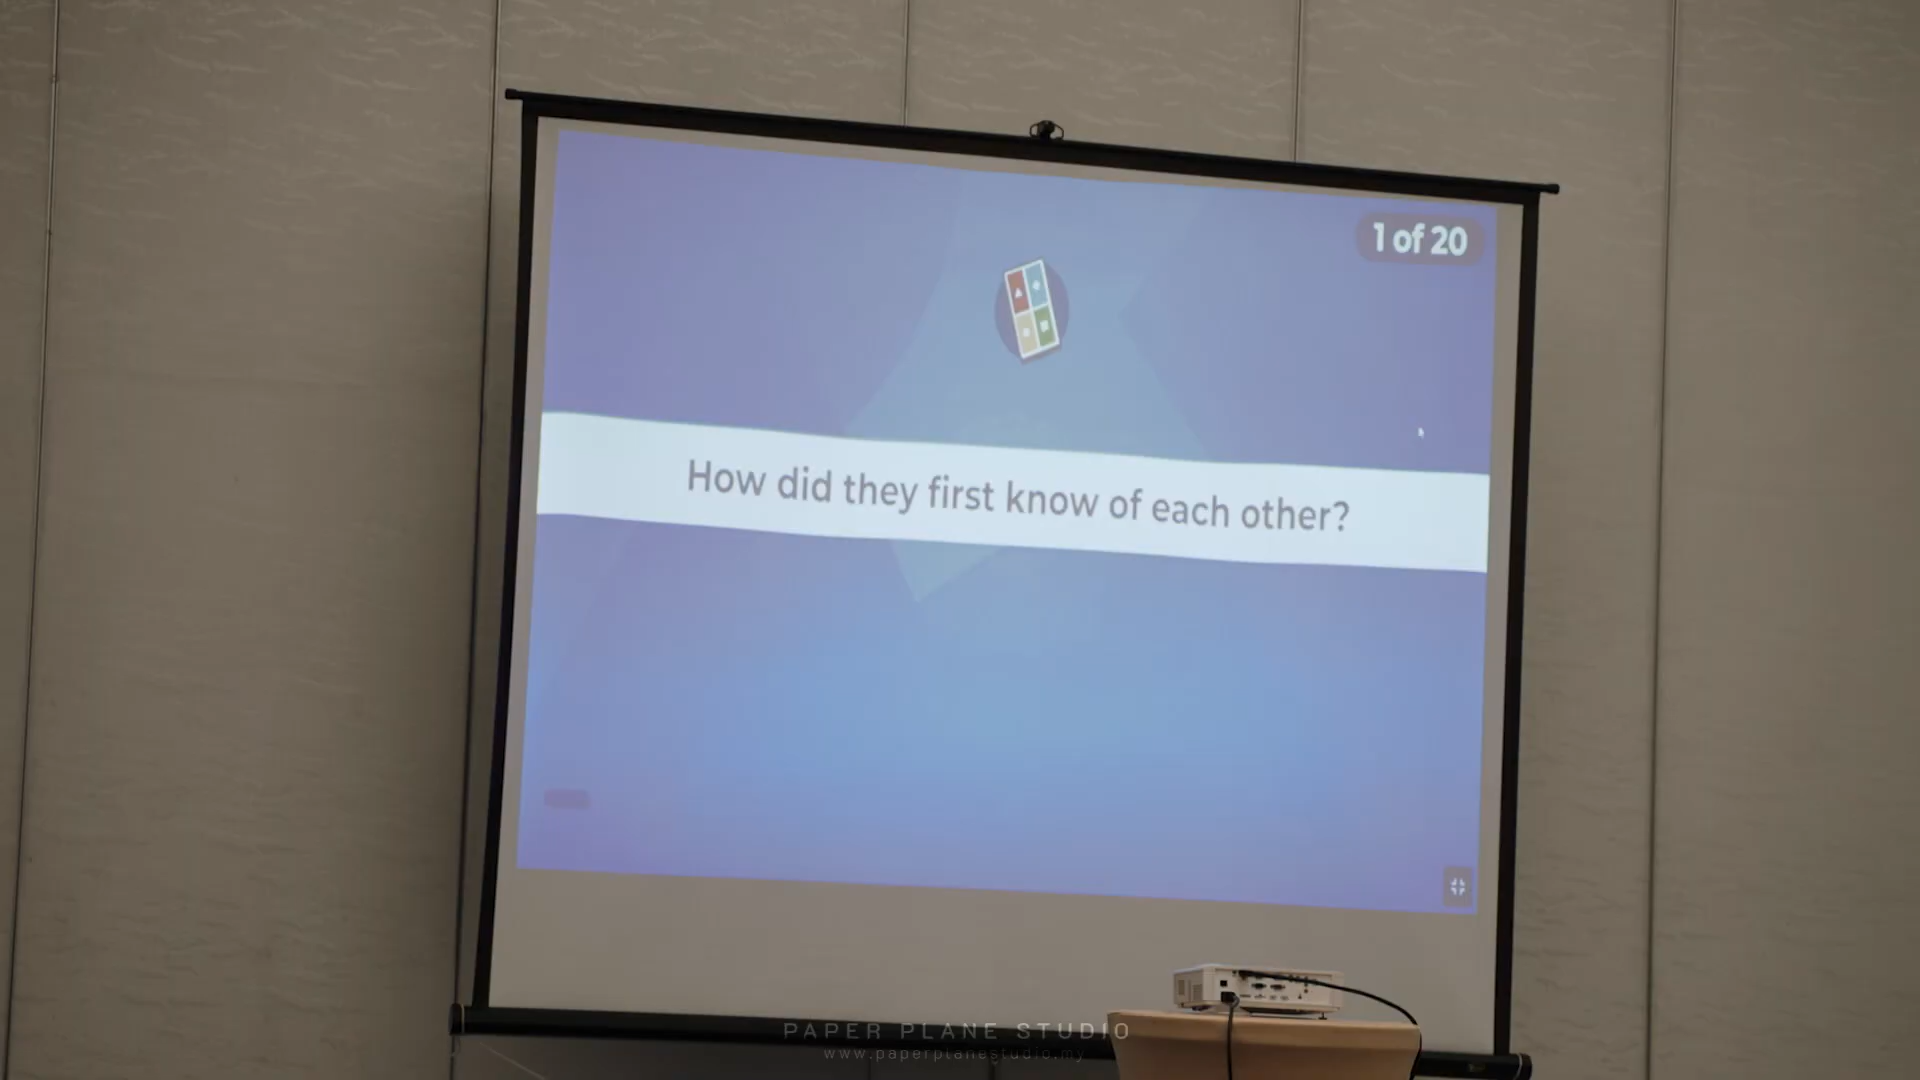 1 of 20
How did they first know of each other?
PAPER PLANE STUDIO
www.paperplanestudio.my